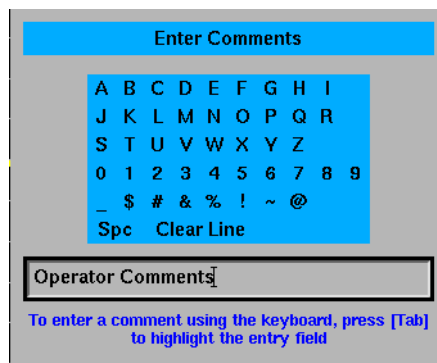 Enter Comments
A B C D E F G H I
J K L M N O P Q R
S T U V W X Y Z
0 1 2 3 4 5 6 7 8 9
_ $ # & % ! ~ @
Spc Clear Line
Operator Comments
To enter a comment using the keyboard, press [Tab]
to highlight the entry field